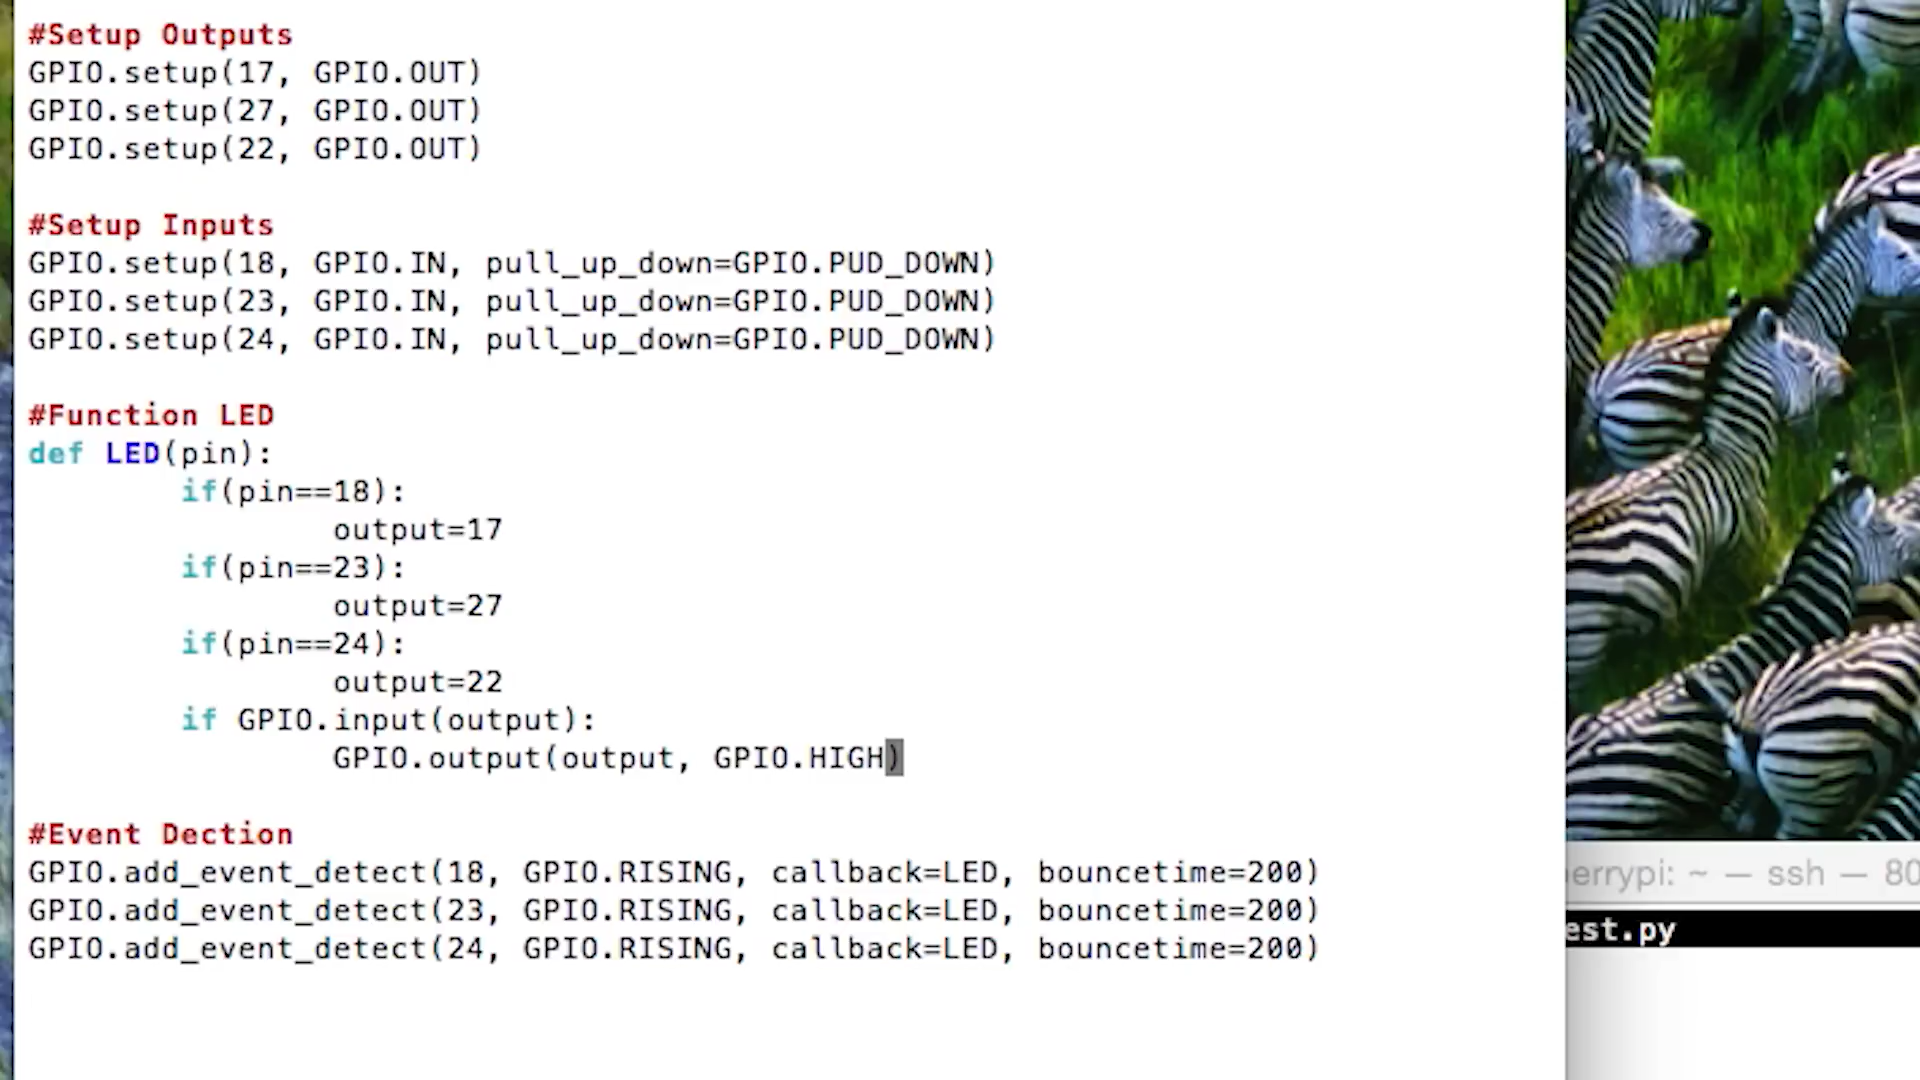 #Setup Outputs
GPIO.setup(17, GPIO.OUT)
GPIO.setup(27, GPIO.OUT)
GPIO.setup(22, GPIO.OUT)
#Setup Inputs
GPIO.setup(18, GPIO.IN, pull_up_down=GPIO.PUD_DOWN)
GPIO.setup(23, GPIO.IN, pull_up_down=GPIO.PUD_DOWN)
GPIO.setup(24, GPIO.IN, pull_up_down=GPIO.PUD_DOWN)
#Function LED
def LED(pin):
if(pin==18):
output=17
if(pin==23):
output=27
if(pin==24):
output=22
if GPIO.input(output):
GPIO.output(output, GPIO.HIGH)
#Event Dection
GPIO.add_event_detect(18, GPIO.RISING, callback=LED, bouncetime=200)
GPIO.add_event_detect(23, GPIO.RISING, callback=LED, bouncetime=200)
GPIO.add_event_detect(24, GPIO.RISING, callback=LED, bouncetime=200)
errypi: ~ — ssh — 80
est.py